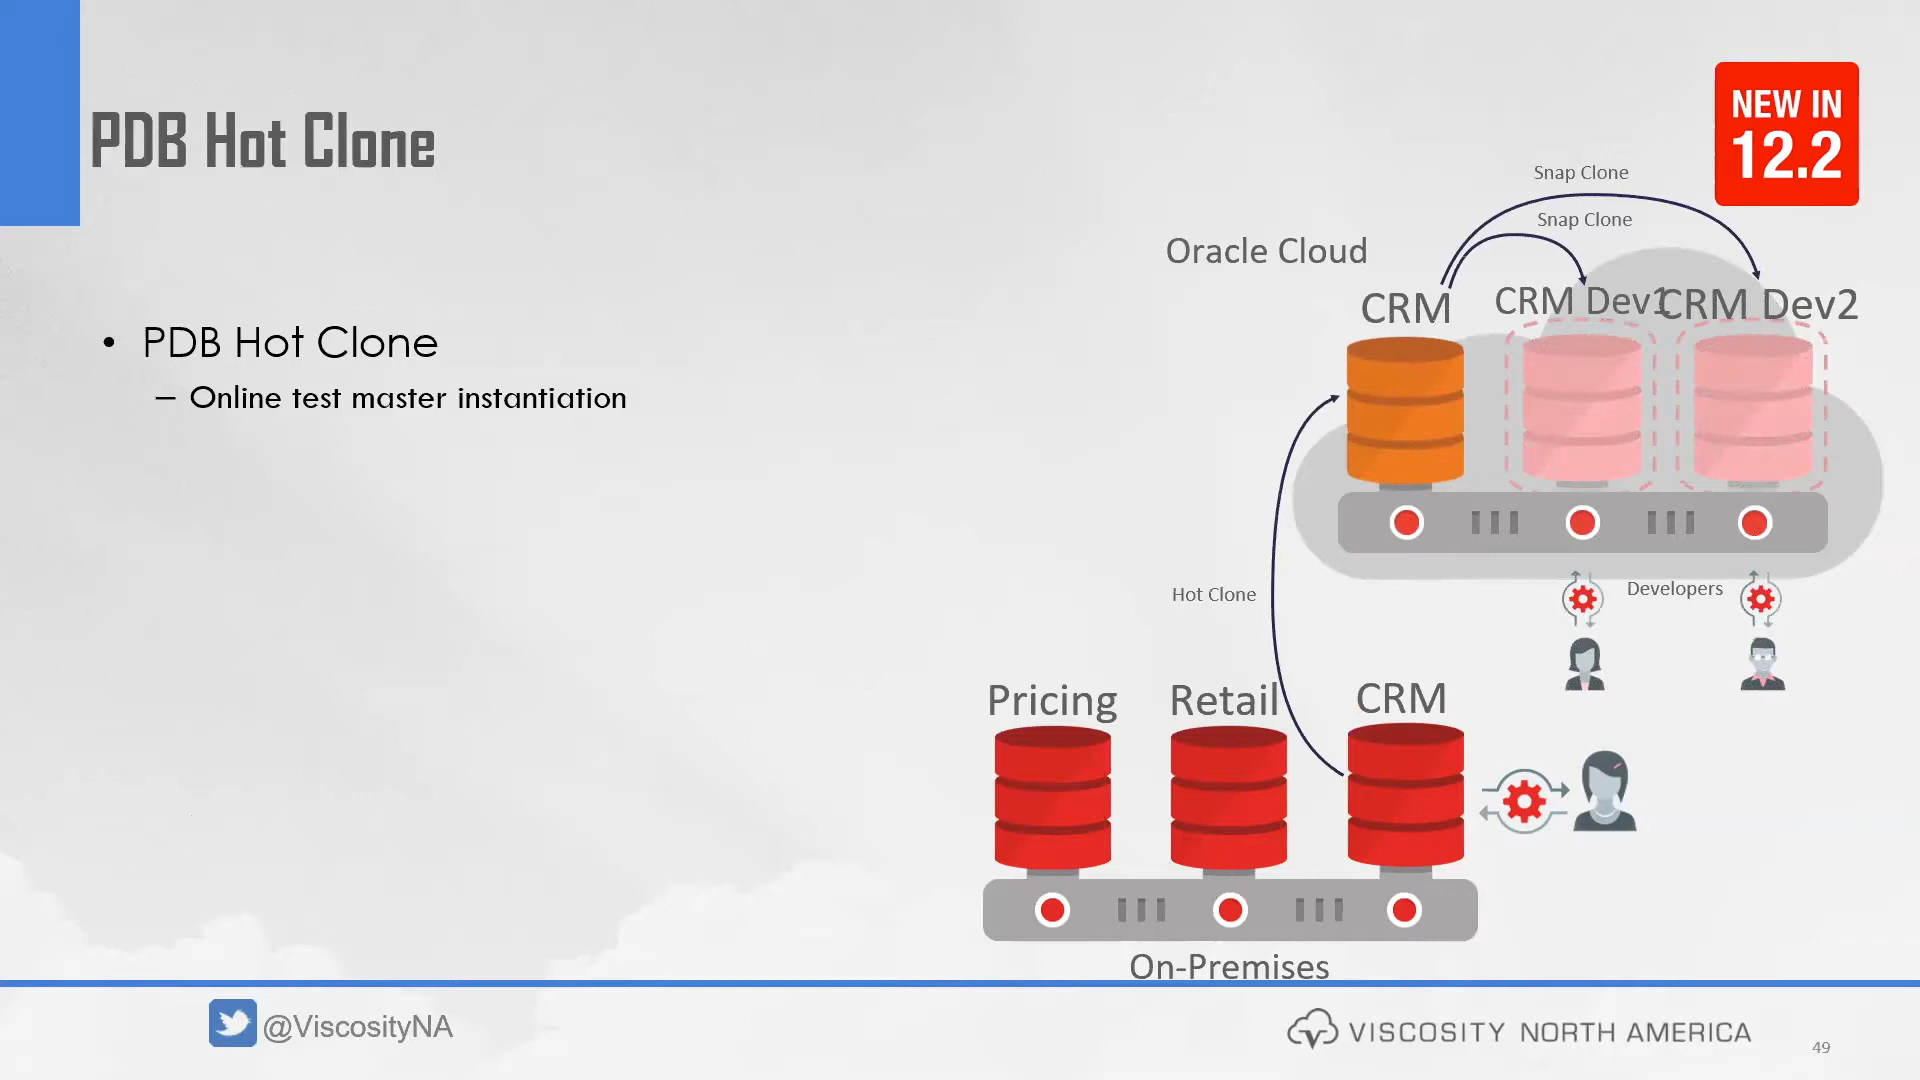 PDB Hot Clone
NEW IN
12.2
Snap Clone
Snap Clone
Oracle Cloud
CRM
CRM Dev1
CRM Dev2
• PDB Hot Clone
– Online test master instantiation
Hot Clone
Developers
Pricing
Retail
CRM
On-Premises
@ViscosityNA
VISCOSITY NORTH AMERICA
49